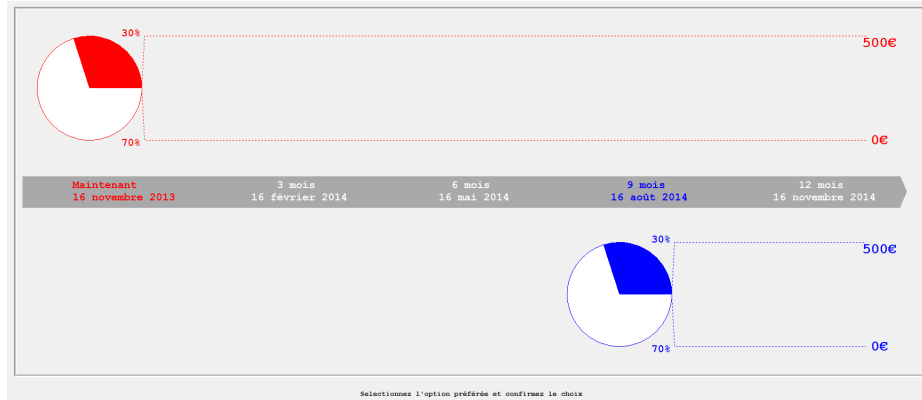 30%
500€
70%
0€
Maintenant
16 novembre 2013
3 mois
16 février 2014
6 mois
16 mai 2014
9 mois
16 août 2014
12 mois
16 novembre 2014
30%
500€
70%
0€
Selectionnez l'option préférée et confirmez le choix